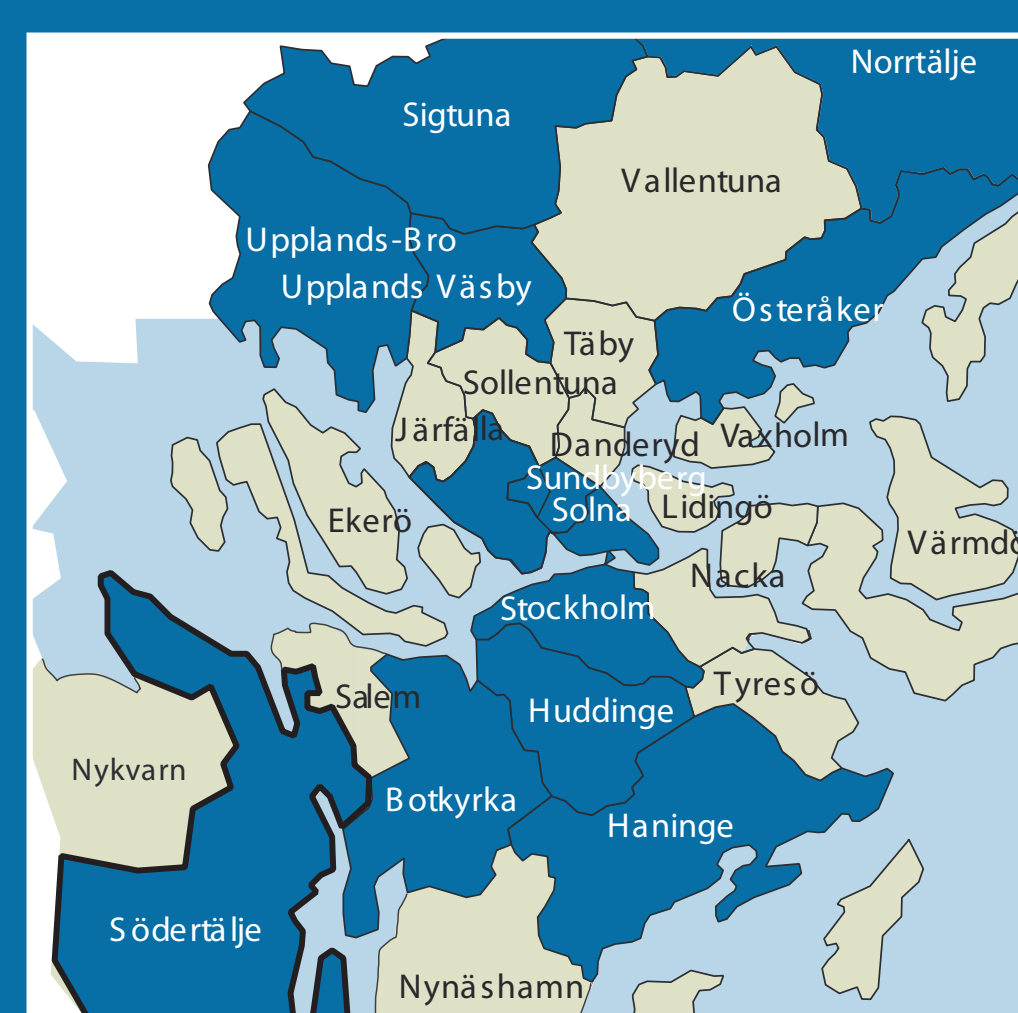 Norrtälje
Sigtuna
Vallentuna
Upplands-Bro
Upplands Väsby
Österåker
Täby
Sollentuna
Järfälla
Danderyd
Vaxholm
Sundbyberg
Lidingö
Solna
Ekerö
Värmdö
Nacka
Stockholm
Tyresö
Salem
Huddinge
Nykvarn
Botkyrka
Haninge
Södertälje
Nynäshamn